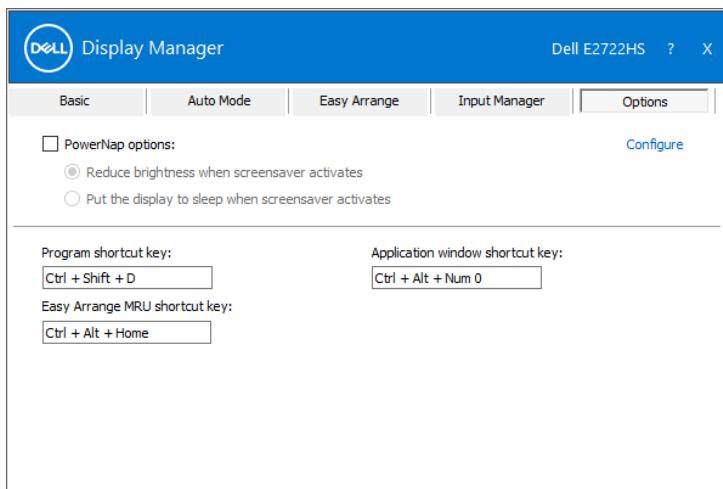 DELL Display Manager Dell E2722HS ? X
Basic Auto Mode Easy Arrange Input Manager Options
PowerNap options: Configure
Reduce brightness when screensaver activates
Put the display to sleep when screensaver activates
Program shortcut key: Application window shortcut key:
Ctrl + Shift + D Ctrl + Alt + Num 0
Easy Arrange MRU shortcut key:
Ctrl + Alt + Home